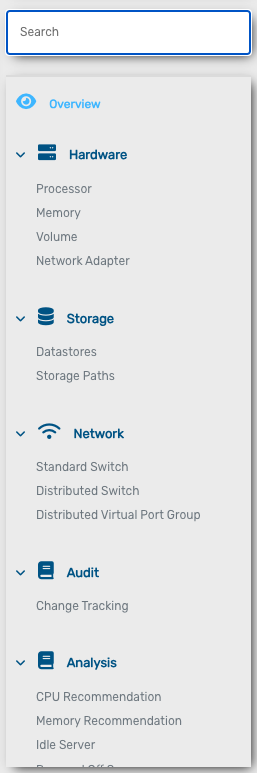 Search
Overview
Hardware
Processor
Memory
Volume
Network Adapter
Storage
Datastores
Storage Paths
Network
Standard Switch
Distributed Switch
Distributed Virtual Port Group
Audit
Change Tracking
Analysis
CPU Recommendation
Memory Recommendation
Idle Server